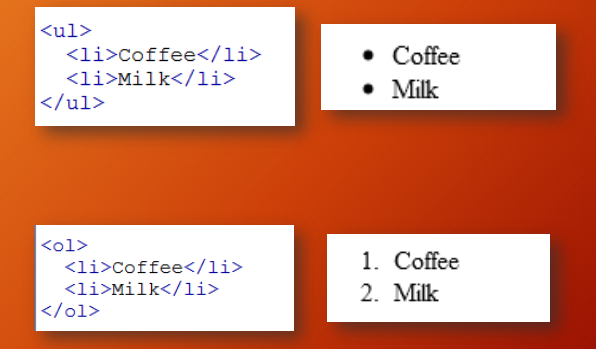 <ul>
  <li>Coffee</li>
  <li>Milk</li>
</ul>
• Coffee
• Milk
<ol>
  <li>Coffee</li>
  <li>Milk</li>
</ol>
1. Coffee
2. Milk